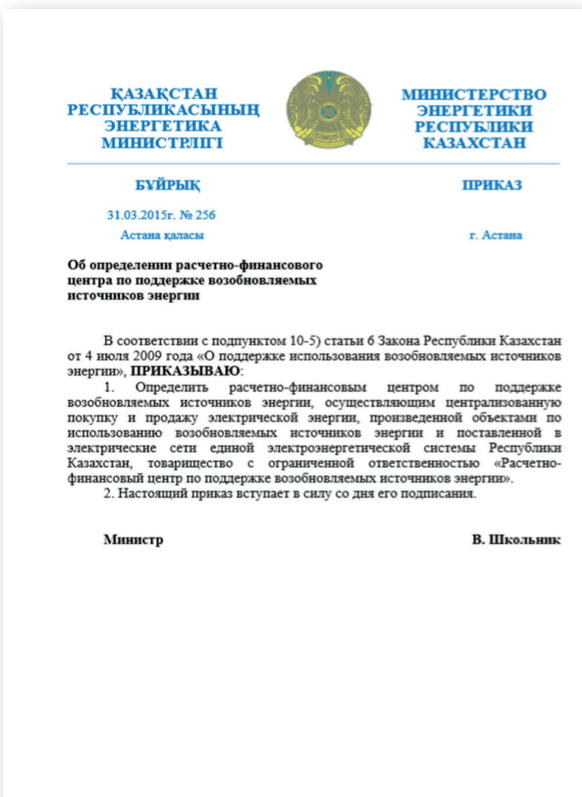 ҚАЗАҚСТАН
РЕСПУБЛИКАСЫНЫҢ
ЭНЕРГЕТИКА
МИНИСТРЛІГІ
МИНИСТЕРСТВО
ЭНЕРГЕТИКИ
РЕСПУБЛИКИ
КАЗАХСТАН
БҰЙРЫҚ
ПРИКАЗ
31.03.2015г. № 256
Астана қаласы
г. Астана
Об определении расчетно-финансового
центра по поддержке возобновляемых
источников энергии
В соответствии с подпунктом 10-5) статьи 6 Закона Республики Казахстан
от 4 июля 2009 года «О поддержке использования возобновляемых источников
энергии», ПРИКАЗЫВАЮ:
1. Определить расчетно-финансовым центром по поддержке
возобновляемых источников энергии, осуществляющим централизованную
покупку и продажу электрической энергии, произведенной объектами по
использованию возобновляемых источников энергии и поставленной в
электрические сети единой электроэнергетической системы Республики
Казахстан, товарищество с ограниченной ответственностью «Расчетно-
финансовый центр по поддержке возобновляемых источников энергии».
2. Настоящий приказ вступает в силу со дня его подписания.
Министр
В. Школьник